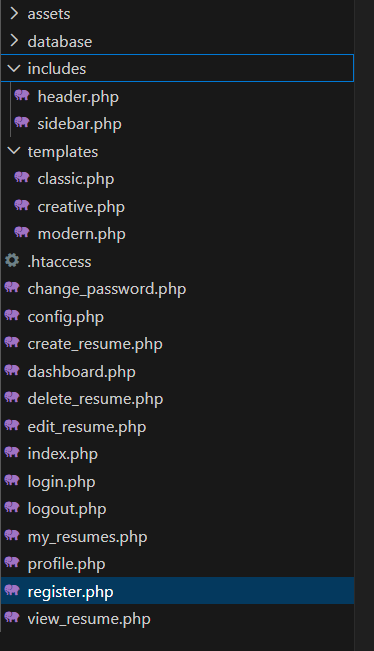 assets
database
includes
header.php
sidebar.php
templates
classic.php
creative.php
modern.php
.htaccess
change_password.php
config.php
create_resume.php
dashboard.php
delete_resume.php
edit_resume.php
index.php
login.php
logout.php
my_resumes.php
profile.php
register.php
view_resume.php